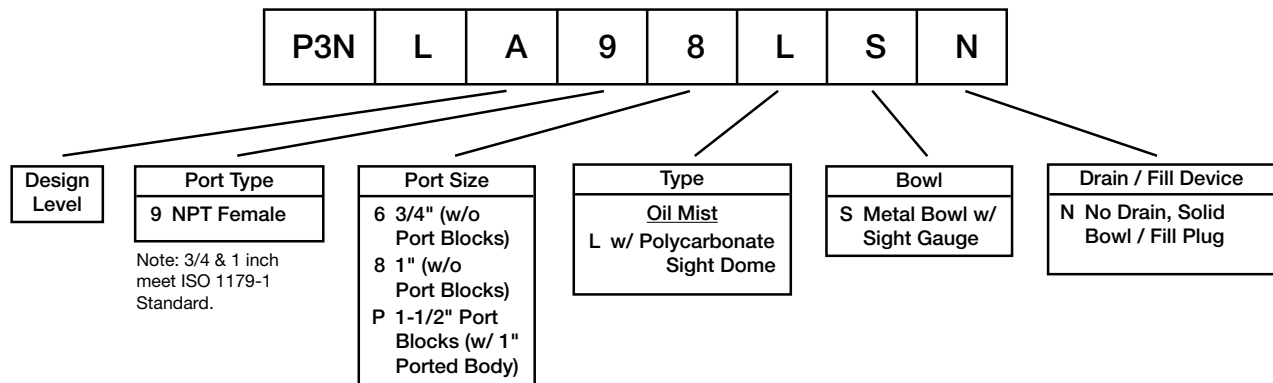 P3N L A 9 8 L S N
Design
Level
Port Type
9 NPT Female
Note: 3/4 & 1 inch
meet ISO 1179-1
Standard.
Port Size
6 3/4" (w/o
Port Blocks)
8 1" (w/o
Port Blocks)
P 1-1/2" Port
Blocks (w/ 1"
Ported Body)
Type
Oil Mist
L w/ Polycarbonate
Sight Dome
Bowl
S Metal Bowl w/
Sight Gauge
Drain / Fill Device
N No Drain, Solid
Bowl / Fill Plug